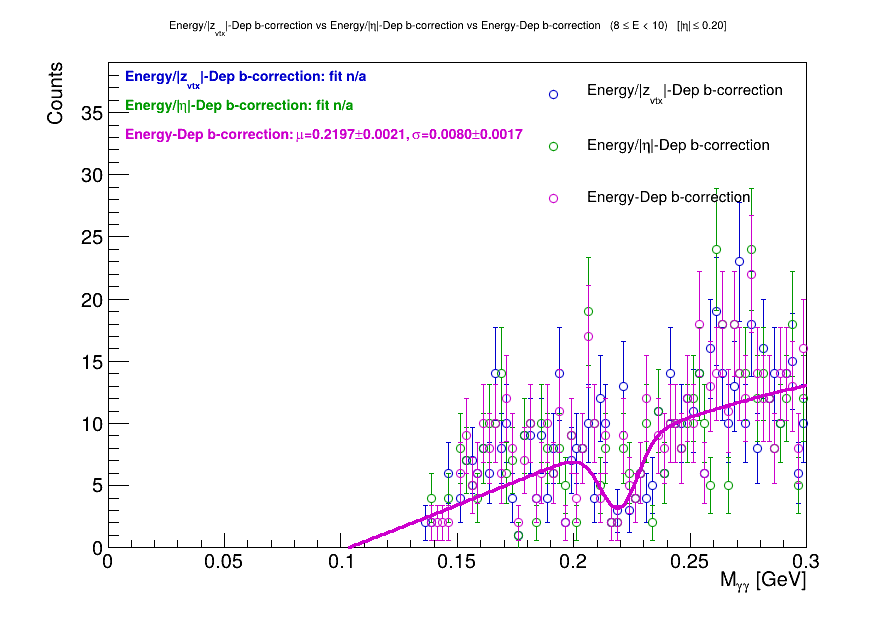 Energy/|z_vtx|-Dep b-correction vs Energy/|η|-Dep b-correction vs Energy-Dep b-correction (8 ≤ E < 10) [|η| ≤ 0.20]
Energy/|z_vtx|-Dep b-correction: fit n/a
Energy/|η|-Dep b-correction: fit n/a
Energy-Dep b-correction: μ=0.2197±0.0021, σ=0.0080±0.0017
Energy/|z_vtx|-Dep b-correction
Energy/|η|-Dep b-correction
Energy-Dep b-correction
Counts
35
30
25
20
15
10
5
0
0 0.05 0.1 0.15 0.2 0.25 0.3
M_γγ [GeV]